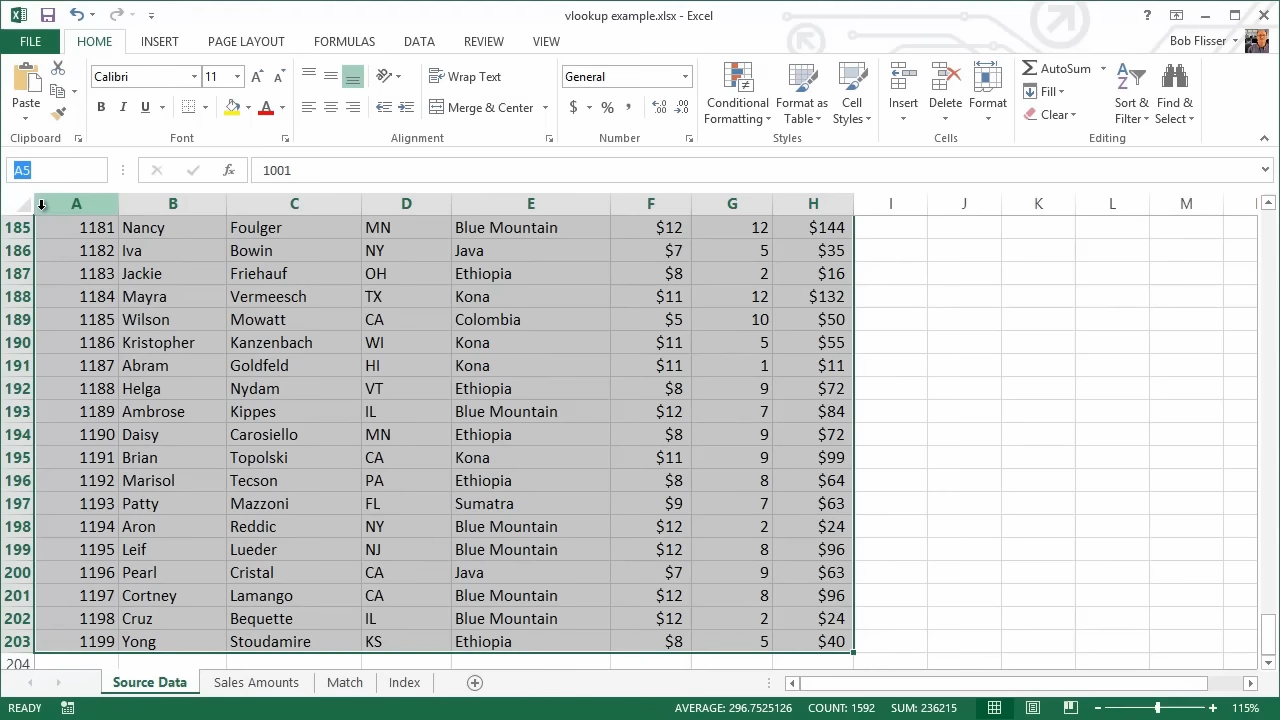 vlookup example.xlsx - Excel
FILE HOME INSERT PAGE LAYOUT FORMULAS DATA REVIEW VIEW Bob Flisser
Paste
Calibri 11
Wrap Text
Merge & Center
General
$ % ,
Conditional Formatting
Format as Table
Cell Styles
Insert Delete Format
AutoSum
Fill
Clear
Sort & Filter
Find & Select
Clipboard Font Alignment Number Styles Cells Editing
A5 fx 1001
A B C D E F G H I J K L M
185 1181 Nancy Foulger MN Blue Mountain $12 12 $144
186 1182 Iva Bowin NY Java $7 5 $35
187 1183 Jackie Friehauf OH Ethiopia $8 2 $16
188 1184 Mayra Vermeesch TX Kona $11 12 $132
189 1185 Wilson Mowatt CA Colombia $5 10 $50
190 1186 Kristopher Kanzenbach WI Kona $11 5 $55
191 1187 Abram Goldfeld HI Kona $11 1 $11
192 1188 Helga Nydam VT Ethiopia $8 9 $72
193 1189 Ambrose Kippes IL Blue Mountain $12 7 $84
194 1190 Daisy Carosiello MN Ethiopia $8 9 $72
195 1191 Brian Topolski CA Kona $11 9 $99
196 1192 Marisol Tecson PA Ethiopia $8 8 $64
197 1193 Patty Mazzoni FL Sumatra $9 7 $63
198 1194 Aron Reddic NY Blue Mountain $12 2 $24
199 1195 Leif Lueder NJ Blue Mountain $12 8 $96
200 1196 Pearl Cristal CA Java $7 9 $63
201 1197 Cortney Lamango CA Blue Mountain $12 8 $96
202 1198 Cruz Bequette IL Blue Mountain $12 2 $24
203 1199 Yong Stoudamire KS Ethiopia $8 5 $40
204
Source Data Sales Amounts Match Index
READY AVERAGE: 296.7525126 COUNT: 1592 SUM: 236215 115%